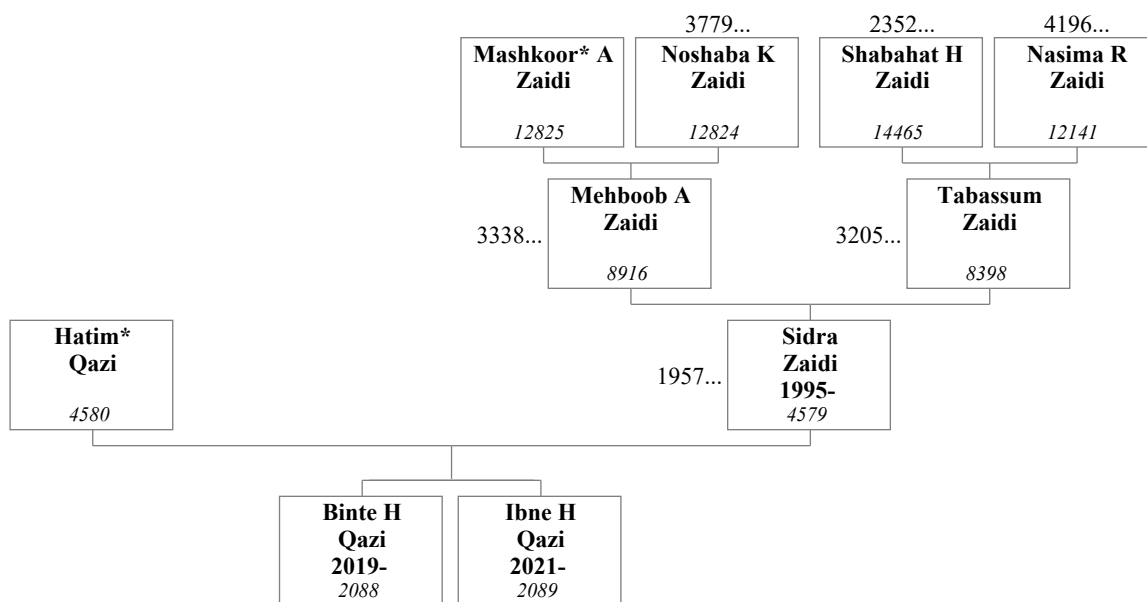 3779...
2352...
4196...
Mashkoor* A
Zaidi
12825
Noshaba K
Zaidi
12824
Shabahat H
Zaidi
14465
Nasima R
Zaidi
12141
3338...
Mehboob A
Zaidi
8916
3205...
Tabassum
Zaidi
8398
Hatim*
Qazi
4580
1957...
Sidra
Zaidi
1995-
4579
Binte H
Qazi
2019-
2088
Ibne H
Qazi
2021-
2089